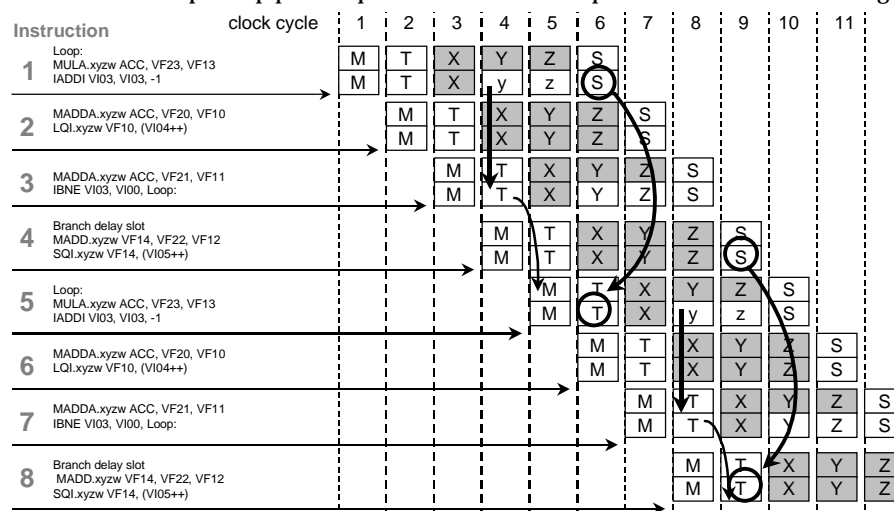 clock cycle 1 2 3 4 5 6 7 8 9 10 11
Instruction
1
Loop:
MULA.xyzw ACC, VF23, VF13
IADDI VI03, VI03, -1
M T X Y Z S
M T X y z S
2
MADDA.xyzw ACC, VF20, VF10
LQI.xyzw VF10, (VI04++)
M T X Y Z S
M T X Y Z S
3
MADDA.xyzw ACC, VF21, VF11
IBNE VI03, VI00, Loop:
M T X Y Z S
M T X Y Z S
4
Branch delay slot
MADD.xyzw VF14, VF22, VF12
SQI.xyzw VF14, (VI05++)
M T X Y Z S
M T X Y Z S
5
Loop:
MULA.xyzw ACC, VF23, VF13
IADDI VI03, VI03, -1
M T X Y Z S
M T X y z S
6
MADDA.xyzw ACC, VF20, VF10
LQI.xyzw VF10, (VI04++)
M T X Y Z S
M T X Y Z S
7
MADDA.xyzw ACC, VF21, VF11
IBNE VI03, VI00, Loop:
M T X Y Z S
M T X Y Z S
8
Branch delay slot
MADD.xyzw VF14, VF22, VF12
SQI.xyzw VF14, (VI05++)
M T X Y Z
M T X Y Z